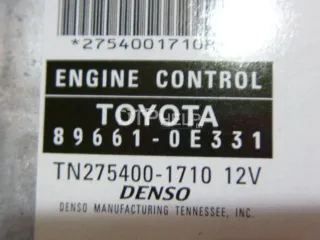 *2754001710
ENGINE CONTROL
TOYOTA
89661-0E331
TN275400-1710 12V
DENSO
DENSO MANUFACTURING TENNESSEE, INC.